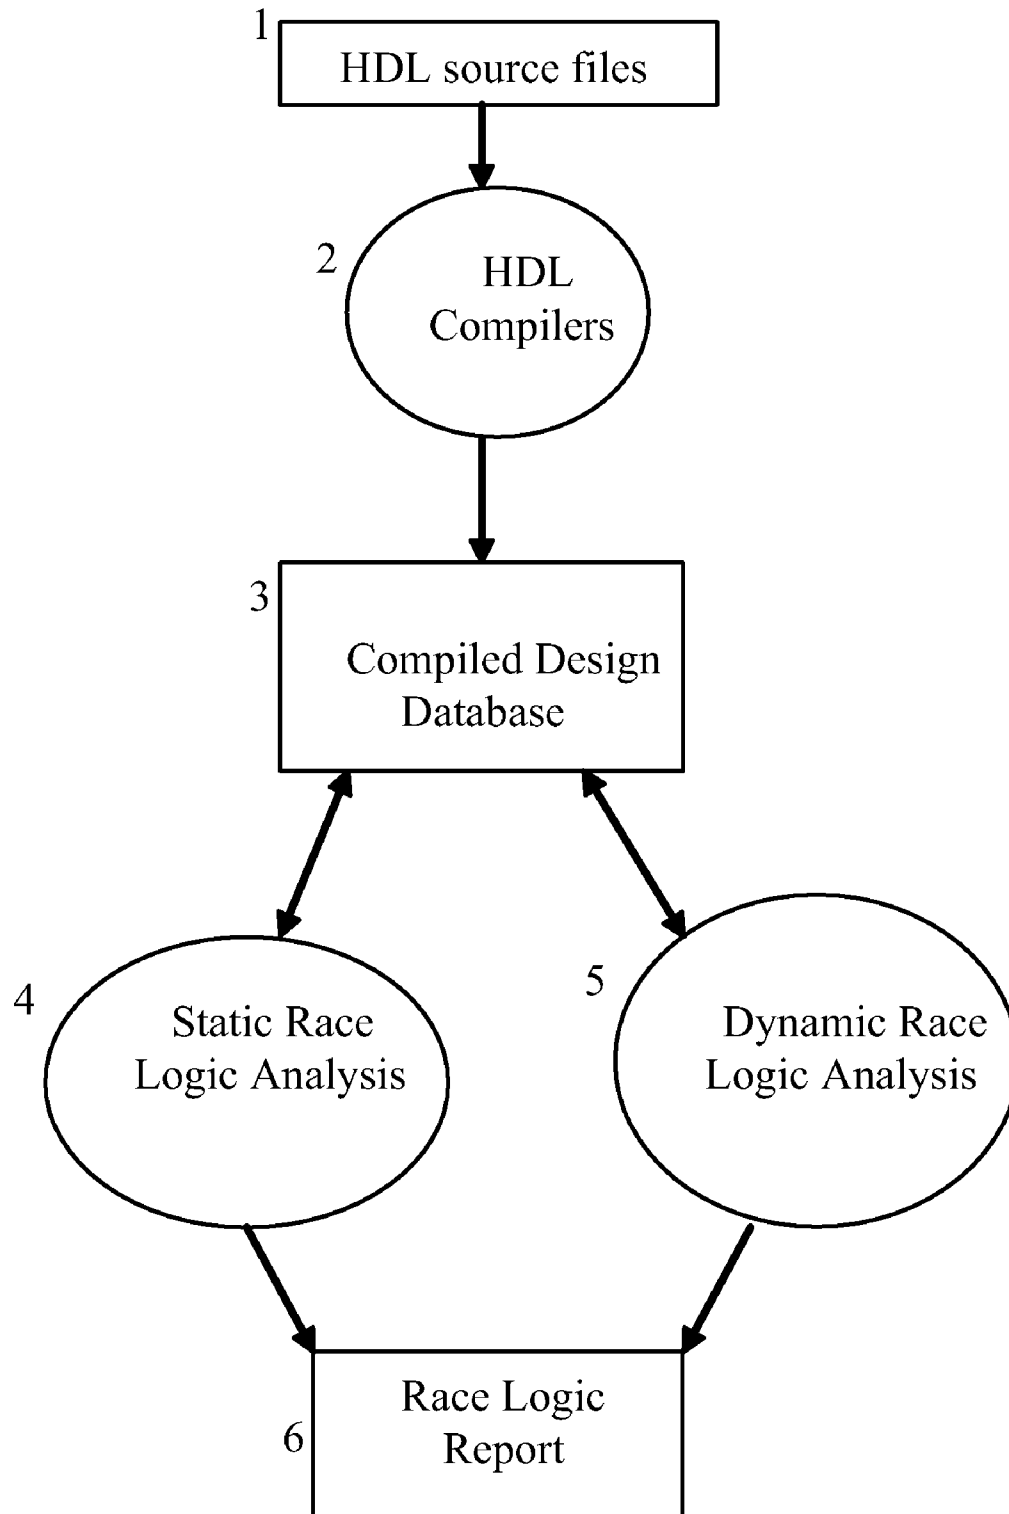 1
HDL source files
2
HDL
Compilers
3
Compiled Design
Database
4
Static Race
Logic Analysis
5
Dynamic Race
Logic Analysis
6
Race Logic
Report